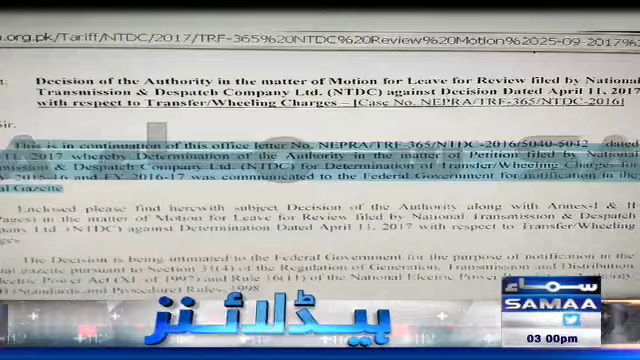 .org.pk/Tariff/NTDC/2017/TRF-365%20NTDC%20Review%20Motion%2025-09-2017%
Decision of the Authority in the matter of Motion for Leave for Review filed by National
Transmission & Despatch Company Ltd. (NTDC) against Decision Dated April 11, 2017
with respect to Transfer/Wheeling Charges – [Case No. NEPRA/TRF-365/NTDC-2016]
Sir,
This is in continuation of this office letter No. NEPRA/TRF-365/NTDC-2016/5040-5042 dated
2017 whereby Determination of the Authority in the matter of Petition filed by National
& Despatch Company Ltd. (NTDC) for Determination of Transfer/Wheeling Charges for
2015-16 and FY 2016-17 was communicated to the Federal Government for notification in the
Gazette
Enclosed please find herewith subject Decision of the Authority along with Annex-I & II
in the matter of Motion for Leave for Review filed by National Transmission & Despatch
Ltd. (NTDC) against Determination Dated April 11, 2017 with respect to Transfer/Wheeling
The Decision is being intimated to the Federal Government for the purpose of notification in the
gazette pursuant to Section 31(4) of the Regulation of Generation, Transmission and Distribution
Electric Power Act (XL of 1997) and Rule 16(11) of the National Electric Power
Standards and Procedure) Rules 1998
ہیڈلائنز
سماء
SAMAA
03:00pm